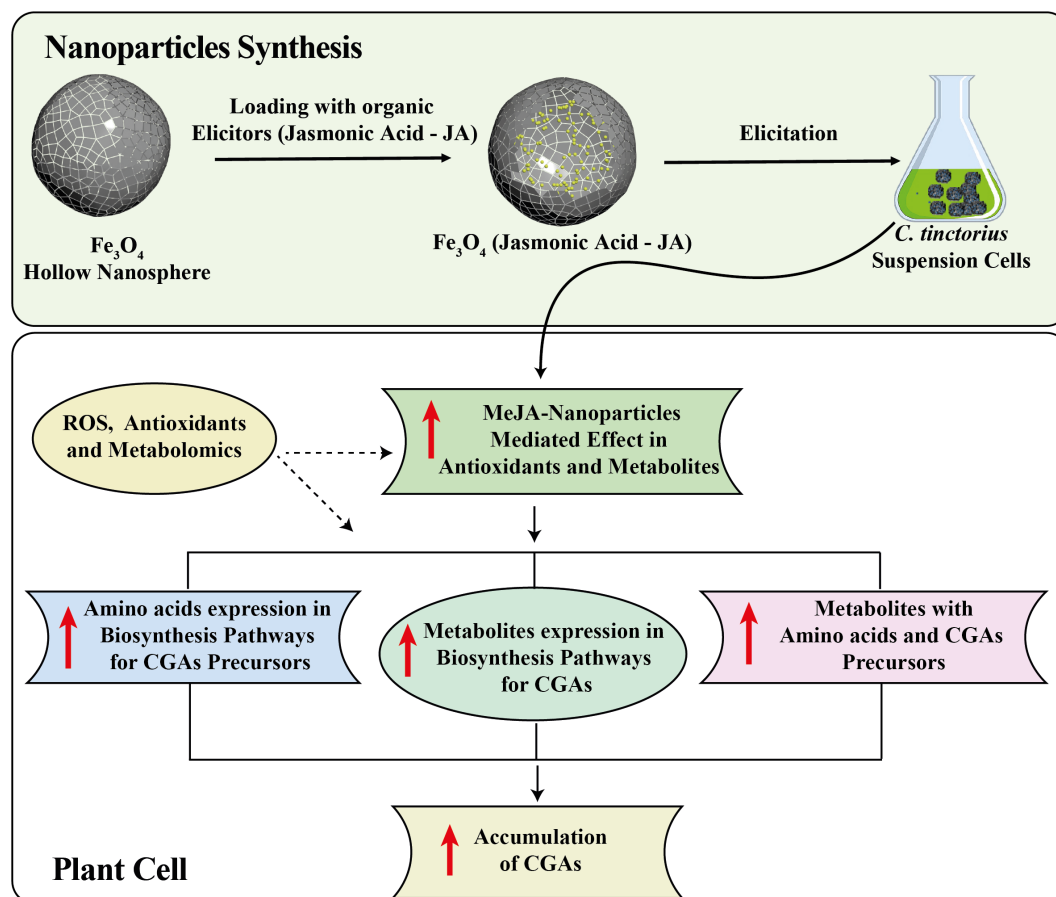 Nanoparticles Synthesis
Loading with organic
Elicitors (Jasmonic Acid - JA)
Elicitation
Fe₃O₄
Hollow Nanosphere
Fe₃O₄ (Jasmonic Acid - JA)
C. tinctorius
Suspension Cells
ROS, Antioxidants
and Metabolomics
MeJA-Nanoparticles
Mediated Effect in
Antioxidants and Metabolites
Amino acids expression in
Biosynthesis Pathways
for CGAs Precursors
Metabolites expression in
Biosynthesis Pathways
for CGAs
Metabolites with
Amino acids and CGAs
Precursors
Accumulation
of CGAs
Plant Cell